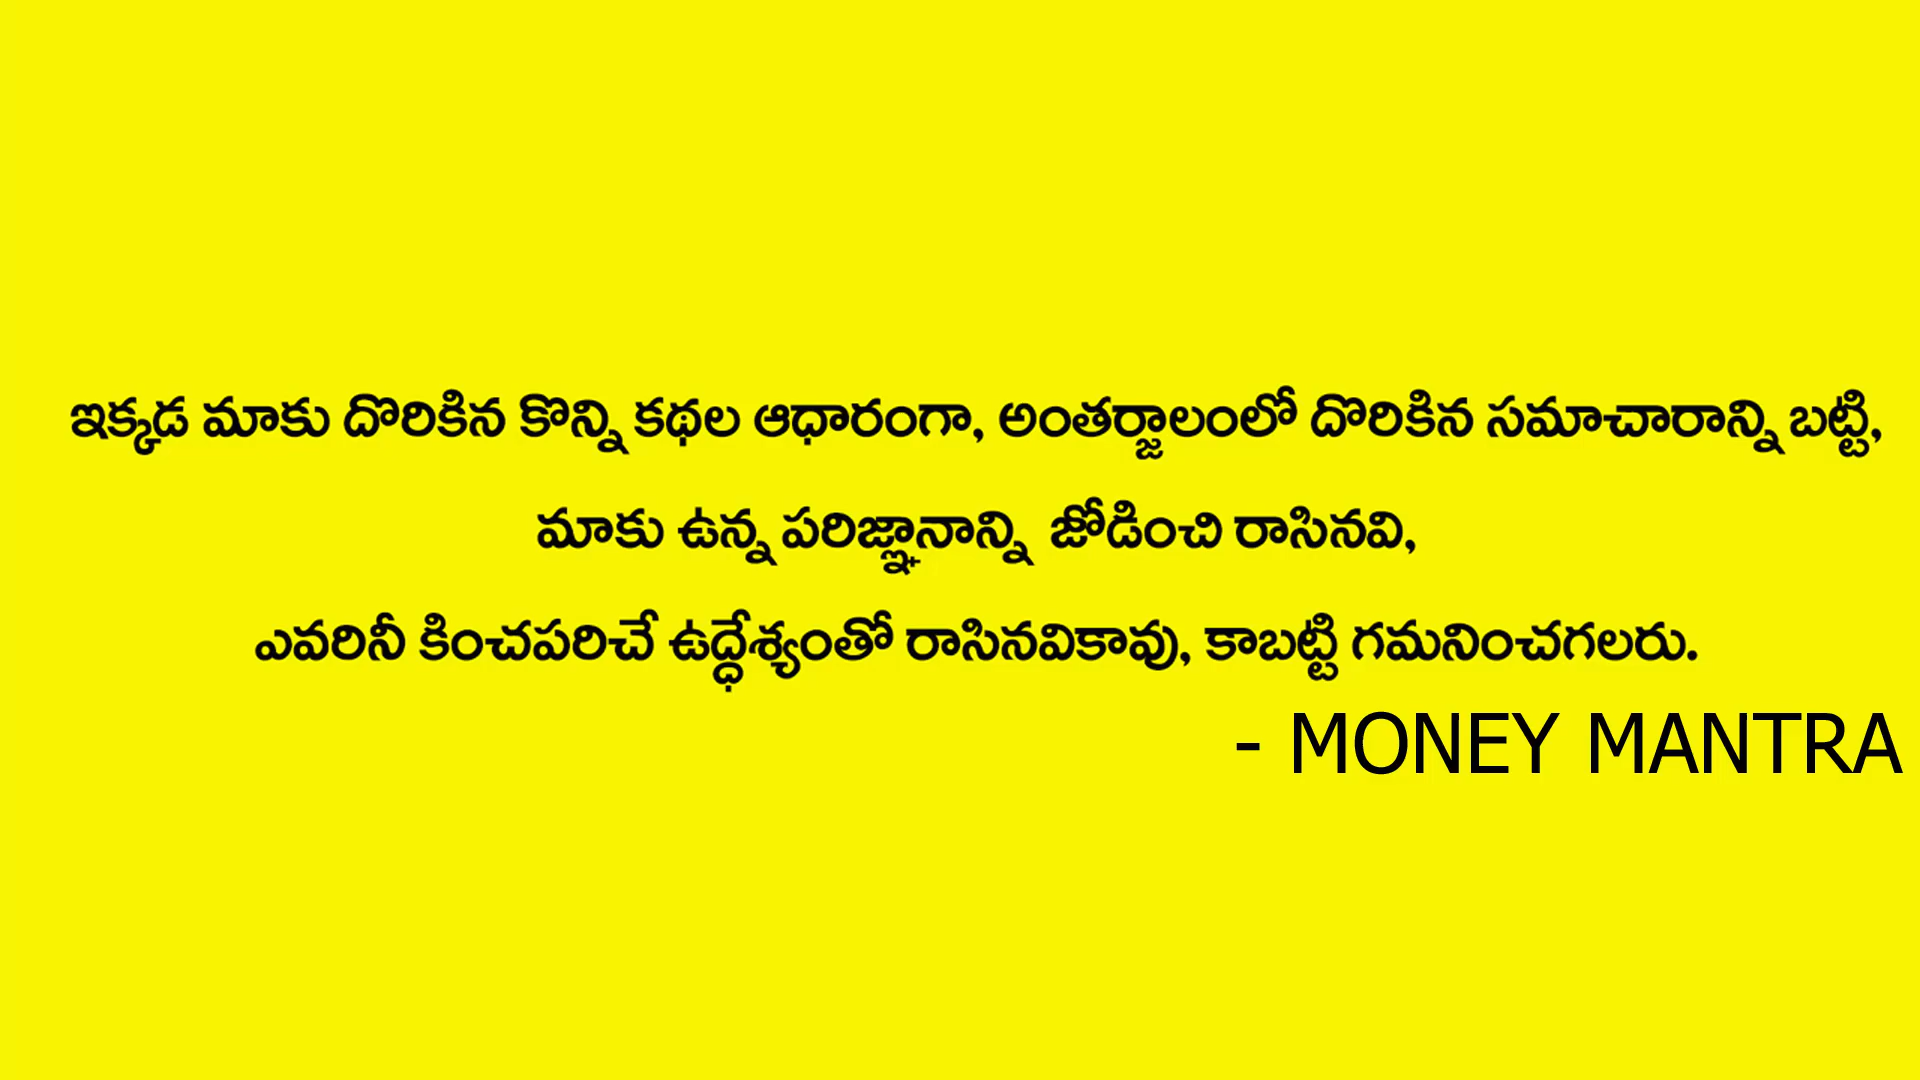 ఇక్కడ మాకు దొరికిన కొన్ని కథల ఆధారంగా, అంతర్జాలంలో దొరికిన సమాచారాన్ని బట్టి,
మాకు ఉన్న పరిజ్ఞానాన్ని జోడించి రాసినవి,
ఎవరినీ కించపరిచే ఉద్ధేశ్యంతో రాసినవికావు, కాబట్టి గమనించగలరు.
- MONEY MANTRA